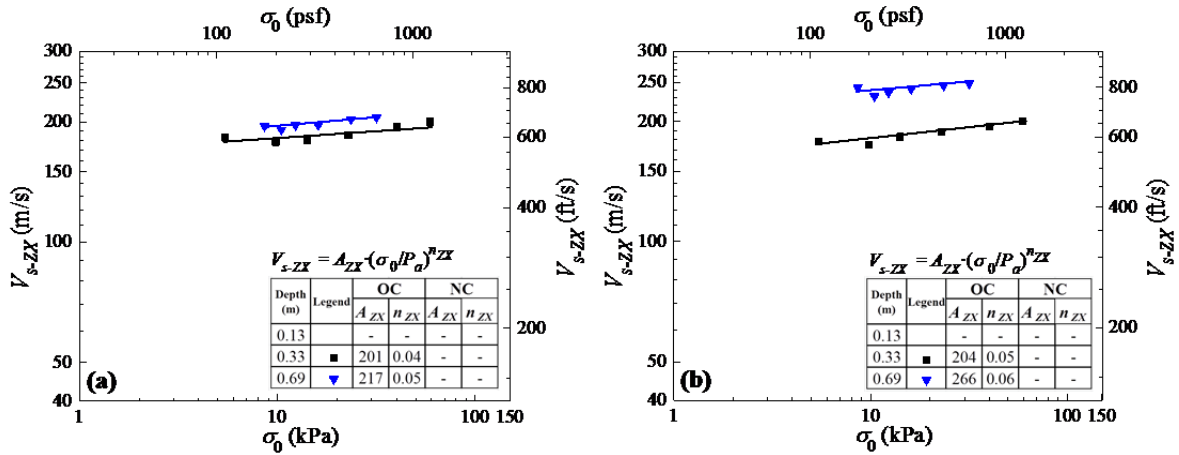 σ0 (psf)
100 1000
300
250
200
150
100
50
40
Vs-ZX (m/s)
800
600
400
200
Vs-ZX (ft/s)
Vs-ZX = AZX·(σ0/Pa)^nZX
Depth (m) Legend OC NC
AZX nZX AZX nZX
0.13 - - - -
0.33 201 0.04 - -
0.69 217 0.05 - -
(a)
1 10 100 150
σ0 (kPa)
σ0 (psf)
100 1000
300
250
200
150
100
50
40
Vs-ZX (m/s)
800
600
400
200
Vs-ZX (ft/s)
Vs-ZX = AZX·(σ0/Pa)^nZX
Depth (m) Legend OC NC
AZX nZX AZX nZX
0.13 - - - -
0.33 204 0.05 - -
0.69 266 0.06 - -
(b)
1 10 100 150
σ0 (kPa)